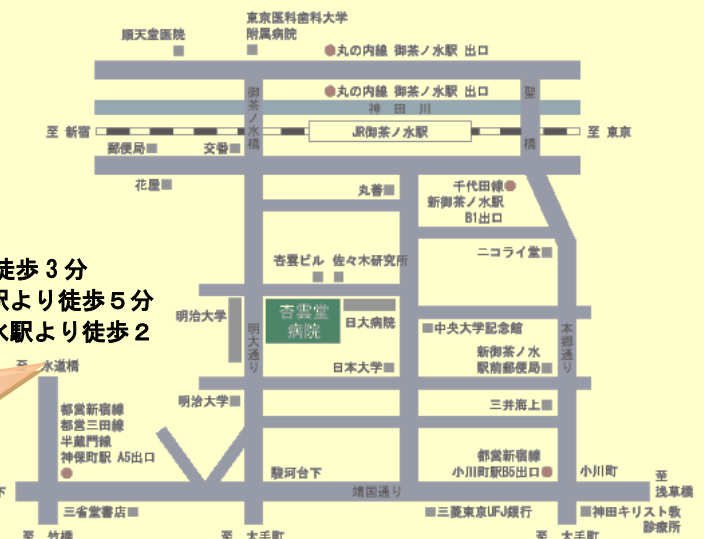 東京医科歯科大学
附属病院
順天堂医院
丸の内線 御茶ノ水駅 出口
丸の内線 御茶ノ水駅 出口
御茶ノ水橋
聖橋
神田川
至 新宿
JR御茶ノ水駅
至 東京
郵便局
交番
花屋
丸善
千代田線
新御茶ノ水駅
B1出口
ニコライ堂
杏雲ビル 佐々木研究所
徒歩3分
駅より徒歩5分
水駅より徒歩2
明治大学
杏雲堂
病院
日大病院
明大通り
中央大学記念館
本郷通り
新御茶ノ水
駅前郵便局
日本大学
至 水道橋
明治大学
三井海上
都営新宿線
都営三田線
半蔵門線
神保町駅 A5出口
都営新宿線
小川町駅B5出口
小川町
駿河台下
靖国通り
至
浅草橋
下
三省堂書店
三菱東京UFJ銀行
神田キリスト教
診療所
至 竹橋
至 大手町
至 大手町